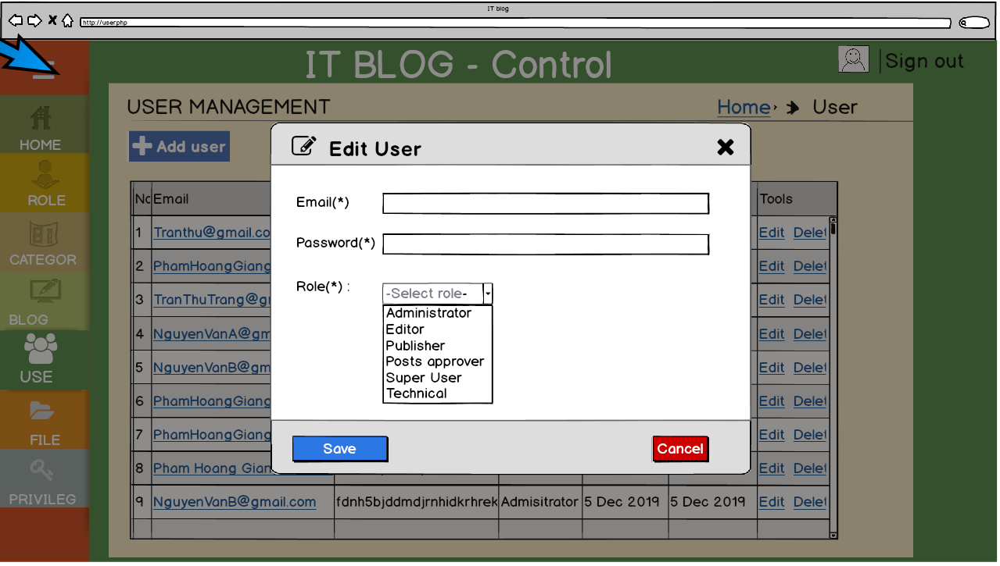 IT blog
http://userphp
IT BLOG - Control
Sign out
USER MANAGEMENT
Home
User
Add user
HOME
ROLE
CATEGOR
BLOG
USE
FILE
PRIVILEG
Edit User
Email(*)
Password(*)
Role(*) :
-Select role-
Administrator
Editor
Publisher
Posts approver
Super User
Technical
Save
Cancel
Nc Email Tools
1 Tranthu@gmail.co Edit Delet
2 PhamHoangGiang Edit Delet
3 TranThuTrang@gr Edit Delet
4 NguyenVanA@gm Edit Delet
5 NguyenVanB@gm Edit Delet
6 PhamHoangGiang Edit Delet
7 PhamHoangGiang Edit Delet
8 Pham Hoang Gian Edit Delet
9 NguyenVanB@gmail.com fdnh5bjddmdjrnhidkrhrek Admisitrator 5 Dec 2019 5 Dec 2019 Edit Delet